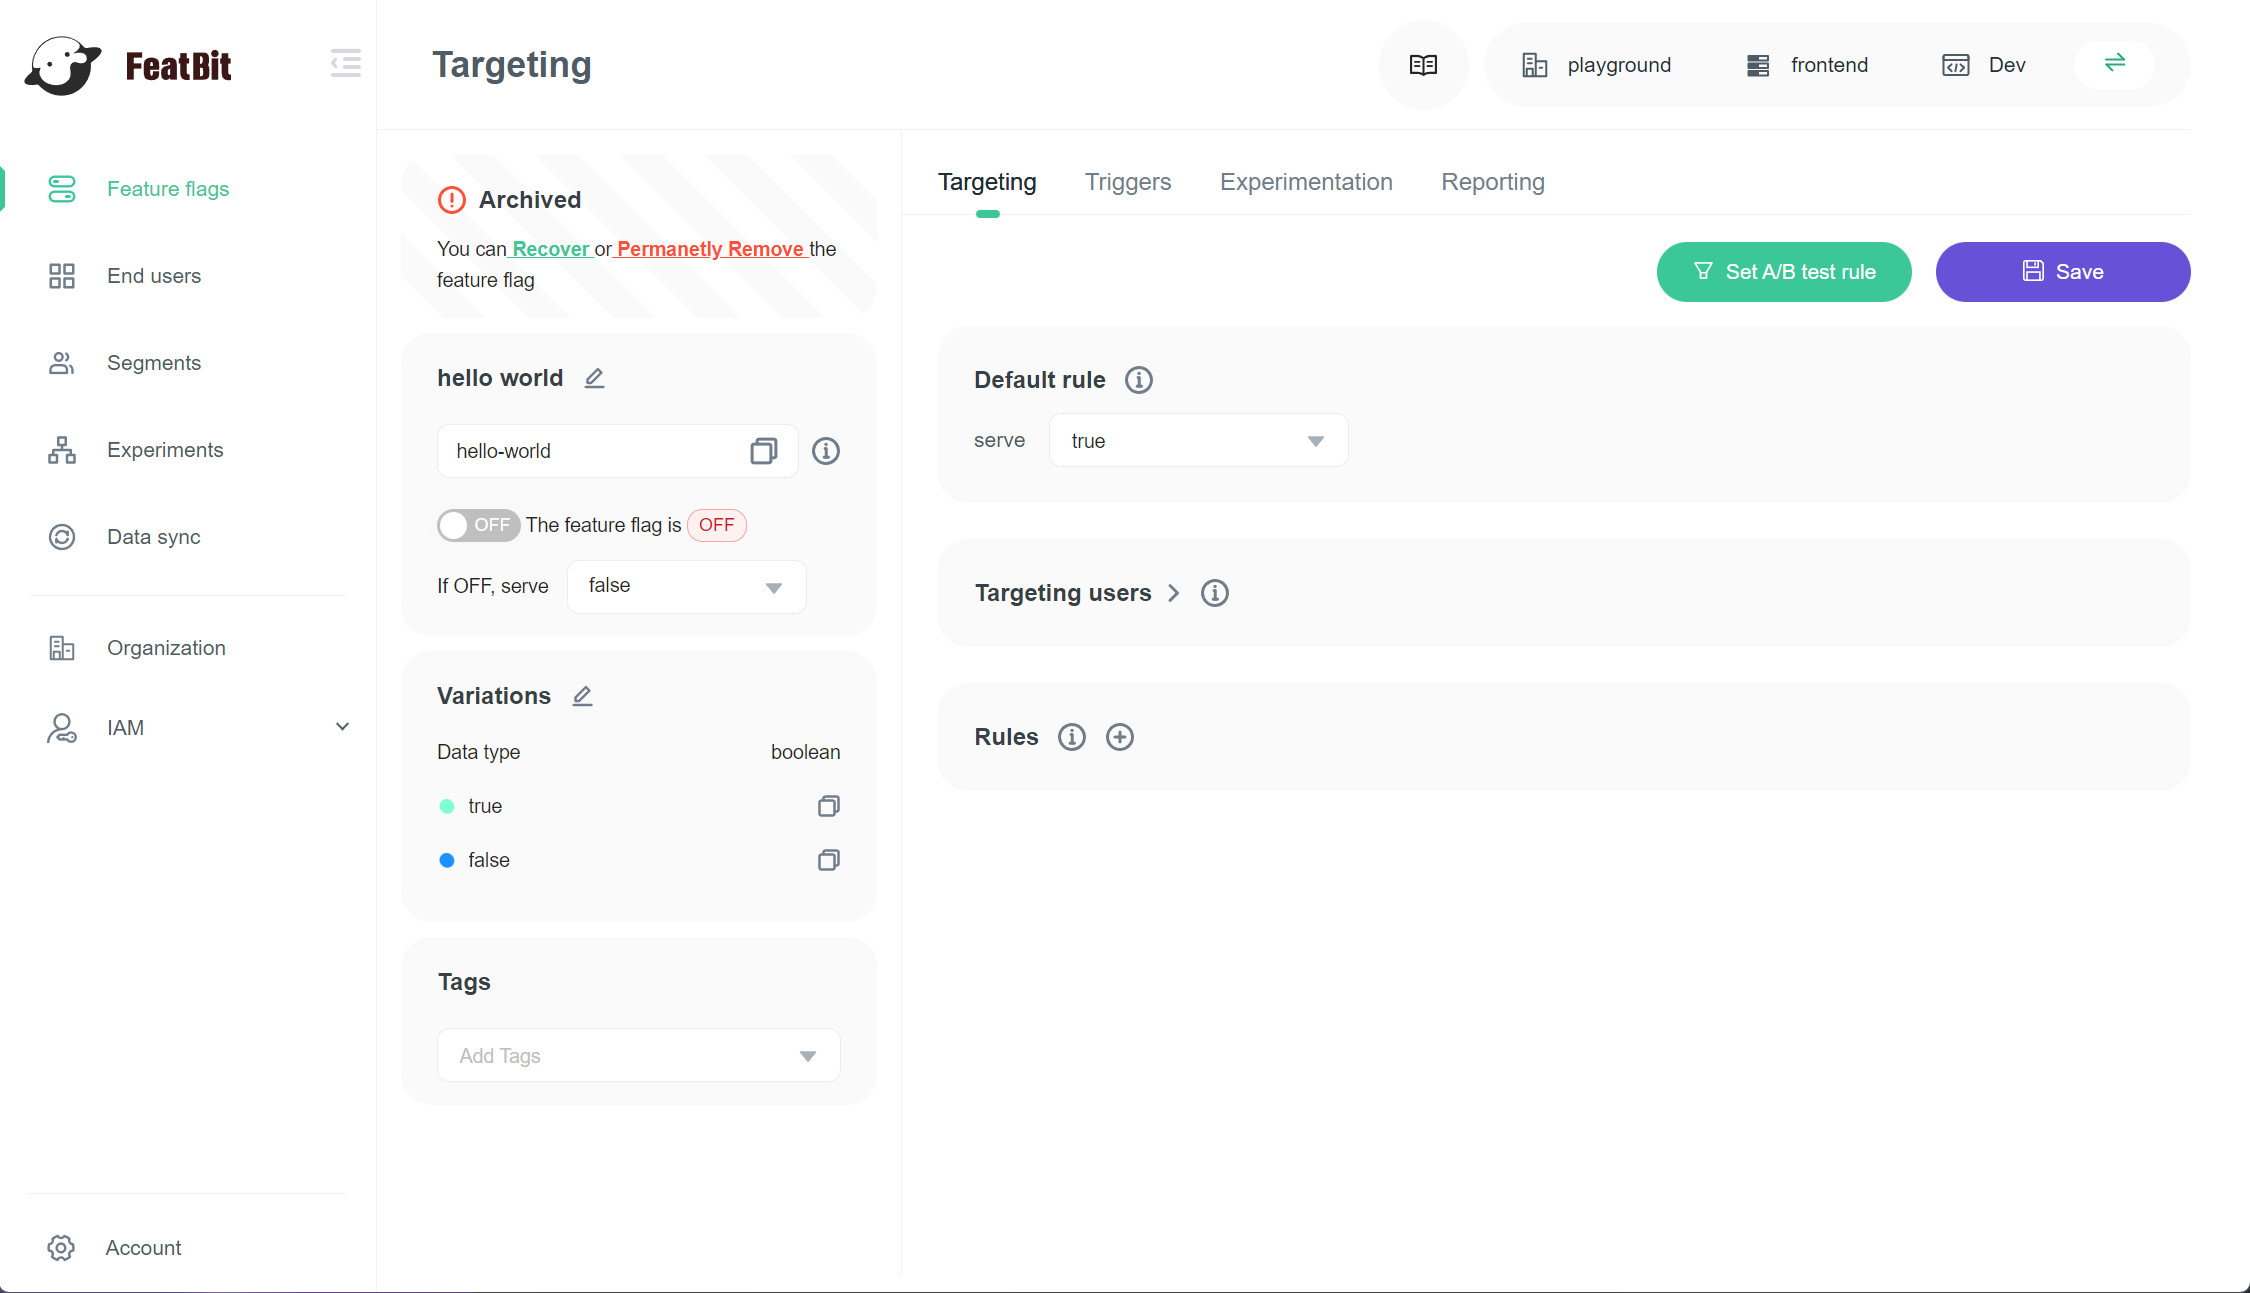 FeatBit
Feature flags
End users
Segments
Experiments
Data sync
Organization
IAM
Account
Targeting
playground
frontend
Dev
Archived
You can Recover or Permanetly Remove the
feature flag
hello world
hello-world
OFF The feature flag is OFF
If OFF, serve false
Variations
Data type boolean
true
false
Tags
Add Tags
Targeting Triggers Experimentation Reporting
Set A/B test rule Save
Default rule
serve true
Targeting users
Rules